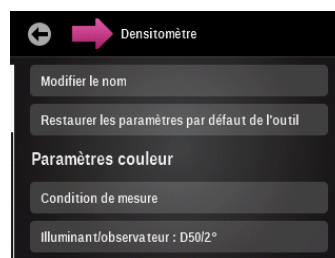 Densitomètre
Modifier le nom
Restaurer les paramètres par défaut de l'outil
Paramètres couleur
Condition de mesure
Illuminant/observateur : D50/2°